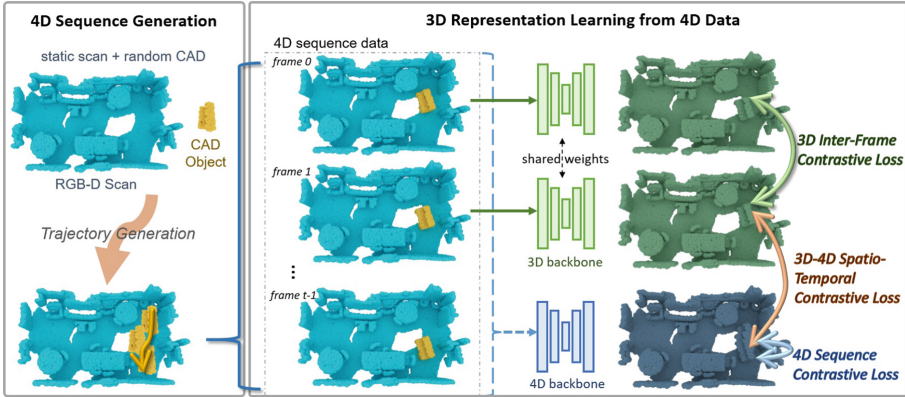 4D Sequence Generation
static scan + random CAD
CAD
Object
RGB-D Scan
Trajectory Generation
3D Representation Learning from 4D Data
4D sequence data
frame 0
frame 1
⋮
frame t-1
shared weights
3D backbone
4D backbone
3D Inter-Frame
Contrastive Loss
3D-4D Spatio-
Temporal
Contrastive Loss
4D Sequence
Contrastive Loss